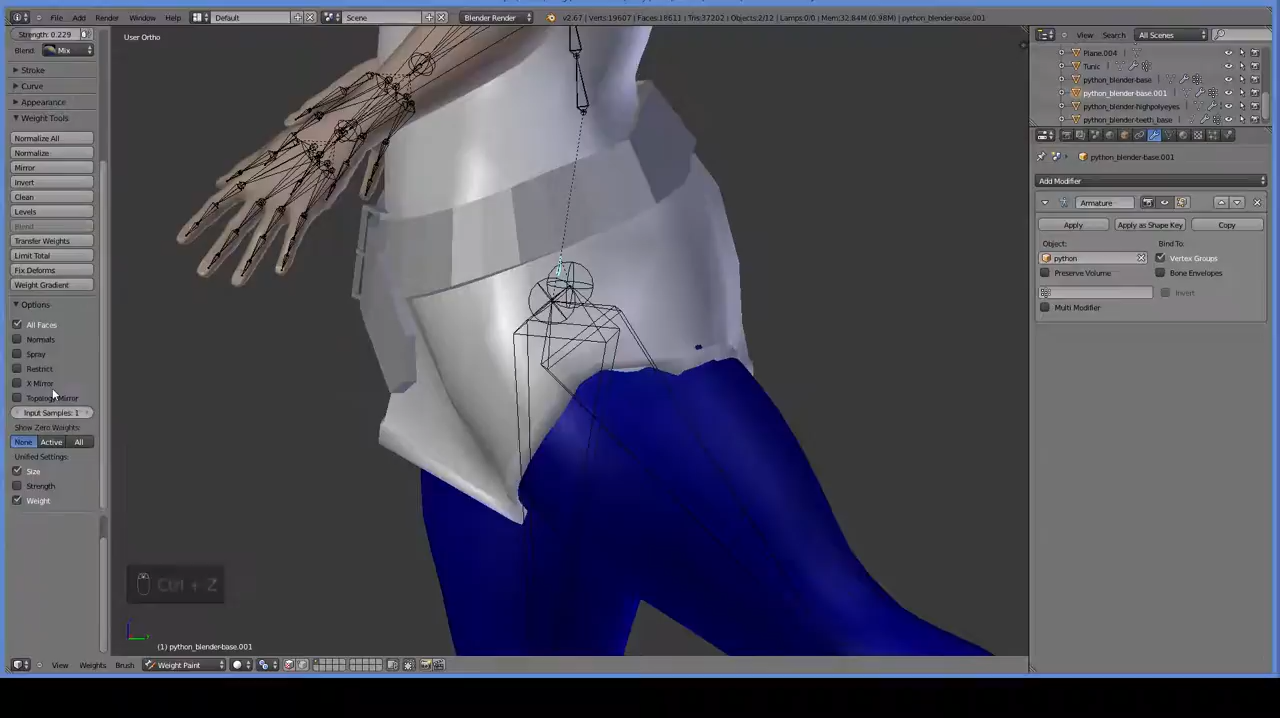 File Add Render Window Help Default Scene Blender Render v2.67 | Verts:19607 | Faces:18611 | Tris:37202 | Objects:2/12 | Lamps:0/0 | Mem:32.84M (0.98M) | python_blender-base.001
Strength: 0.229
Blend: Mix
Stroke
Curve
Appearance
Weight Tools
Normalize All
Normalize
Mirror
Invert
Clean
Levels
Blend
Transfer Weights
Limit Total
Fix Deforms
Weight Gradient
Options
All Faces
Normals
Spray
Restrict
X Mirror
Topology Mirror
Input Samples: 1
Show Zero Weights:
None Active All
Unified Settings:
Size
Strength
Weight
User Ortho
Ctrl + Z
(1) python_blender-base.001
View Weights Brush Weight Paint
View Search All Scenes
Plane.004
Tunic
python_blender-base
python_blender-base.001
python_blender-highpolyeyes
python_blender-teeth_base
python_blender-base.001
Add Modifier
Armature
Apply Apply as Shape Key Copy
Object: Bind To:
python Vertex Groups
Preserve Volume Bone Envelopes
Invert
Multi Modifier